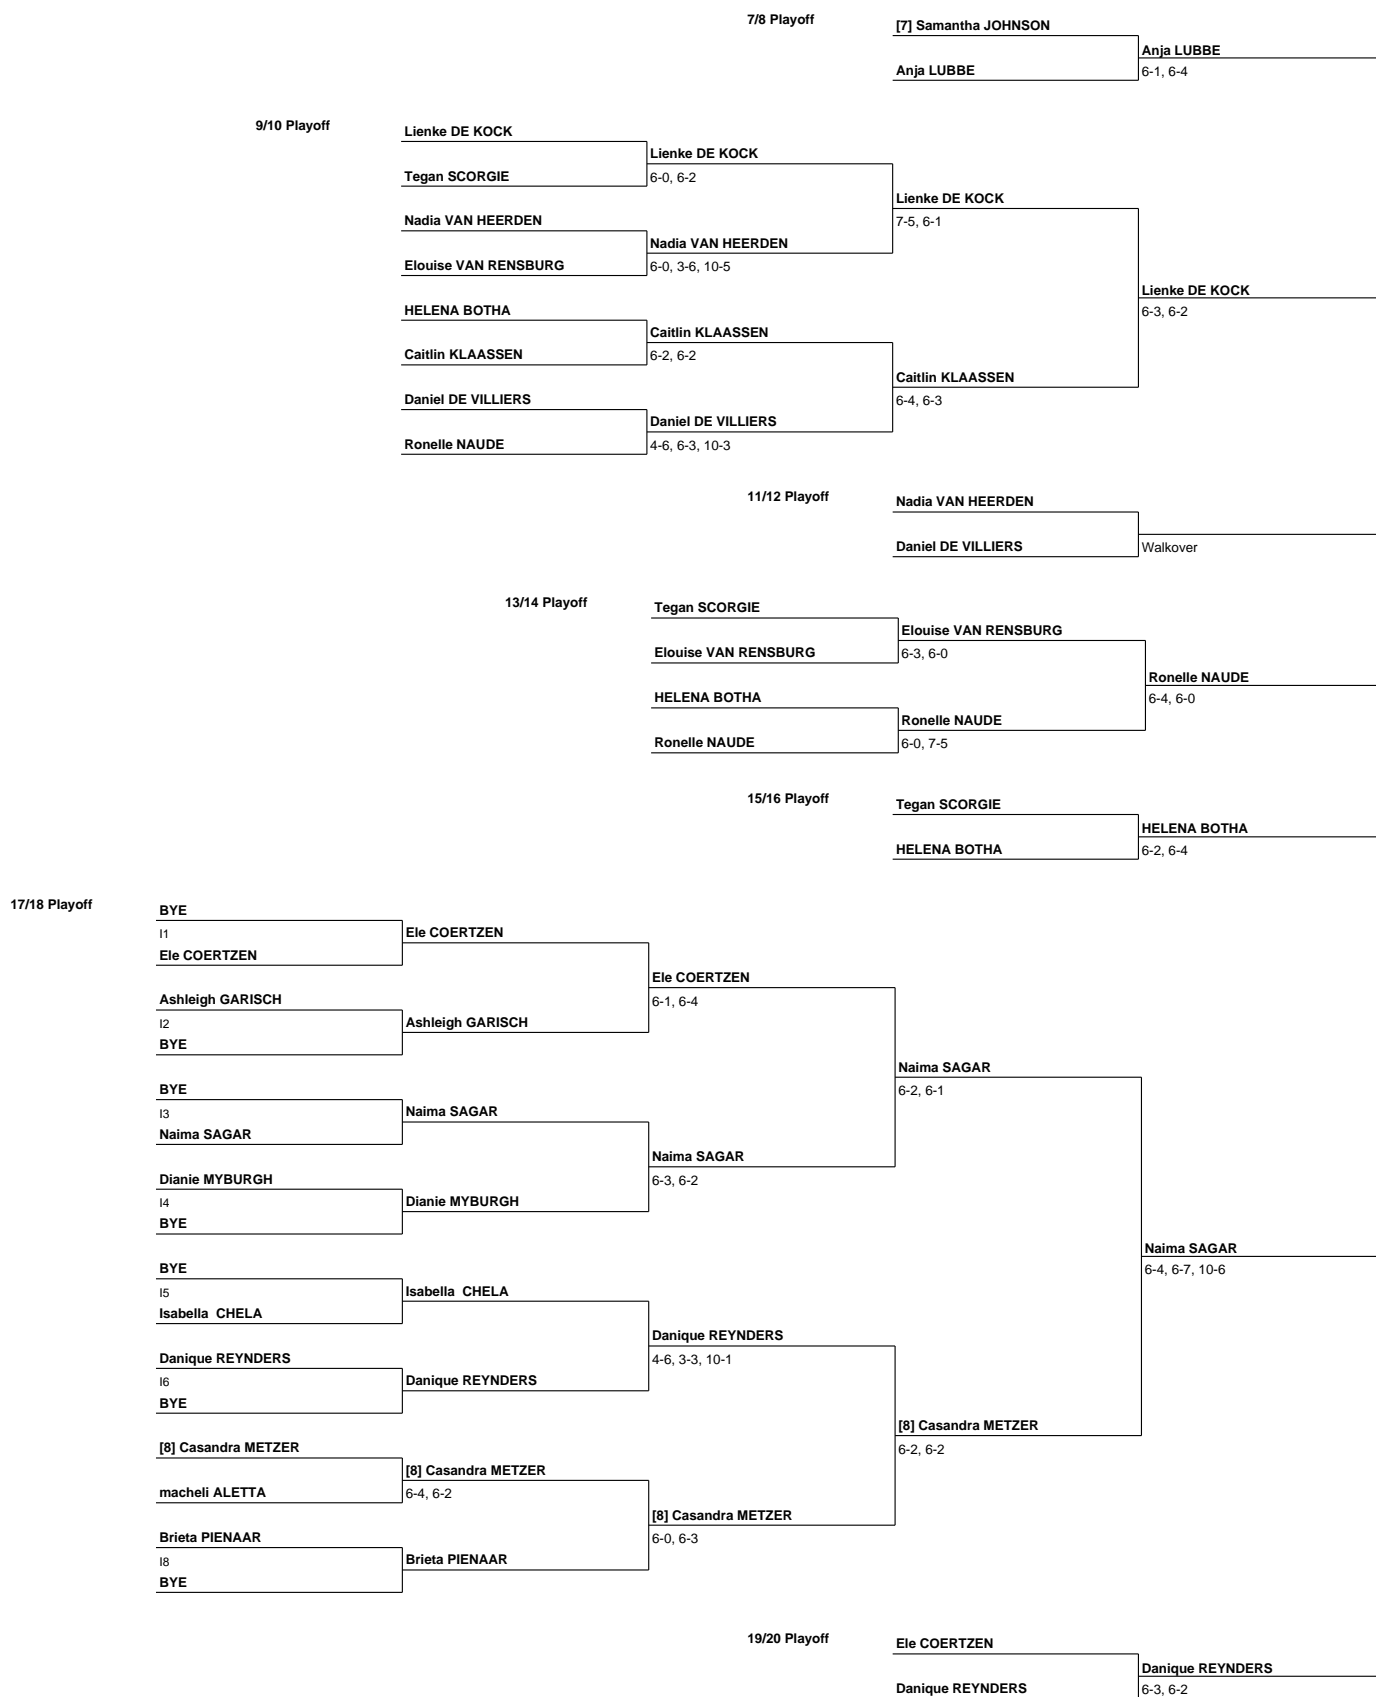 7/8 Playoff
[7] Samantha JOHNSON
Anja LUBBE
Anja LUBBE
6-1, 6-4
9/10 Playoff
Lienke DE KOCK
Lienke DE KOCK
Tegan SCORGIE
6-0, 6-2
Lienke DE KOCK
Nadia VAN HEERDEN
7-5, 6-1
Nadia VAN HEERDEN
Elouise VAN RENSBURG
6-0, 3-6, 10-5
Lienke DE KOCK
HELENA BOTHA
6-3, 6-2
Caitlin KLAASSEN
Caitlin KLAASSEN
6-2, 6-2
Caitlin KLAASSEN
Daniel DE VILLIERS
6-4, 6-3
Daniel DE VILLIERS
Ronelle NAUDE
4-6, 6-3, 10-3
11/12 Playoff
Nadia VAN HEERDEN
Daniel DE VILLIERS
Walkover
13/14 Playoff
Tegan SCORGIE
Elouise VAN RENSBURG
Elouise VAN RENSBURG
6-3, 6-0
Ronelle NAUDE
HELENA BOTHA
6-4, 6-0
Ronelle NAUDE
Ronelle NAUDE
6-0, 7-5
15/16 Playoff
Tegan SCORGIE
HELENA BOTHA
HELENA BOTHA
6-2, 6-4
17/18 Playoff
BYE
I1
Ele COERTZEN
Ele COERTZEN
Ele COERTZEN
Ashleigh GARISCH
6-1, 6-4
I2
Ashleigh GARISCH
BYE
Naima SAGAR
BYE
6-2, 6-1
I3
Naima SAGAR
Naima SAGAR
Naima SAGAR
Dianie MYBURGH
6-3, 6-2
I4
Dianie MYBURGH
BYE
Naima SAGAR
BYE
6-4, 6-7, 10-6
I5
Isabella  CHELA
Isabella  CHELA
Danique REYNDERS
Danique REYNDERS
4-6, 3-3, 10-1
I6
Danique REYNDERS
BYE
[8] Casandra METZER
[8] Casandra METZER
6-2, 6-2
[8] Casandra METZER
macheli ALETTA
6-4, 6-2
[8] Casandra METZER
Brieta PIENAAR
6-0, 6-3
I8
Brieta PIENAAR
BYE
19/20 Playoff
Ele COERTZEN
Danique REYNDERS
Danique REYNDERS
6-3, 6-2